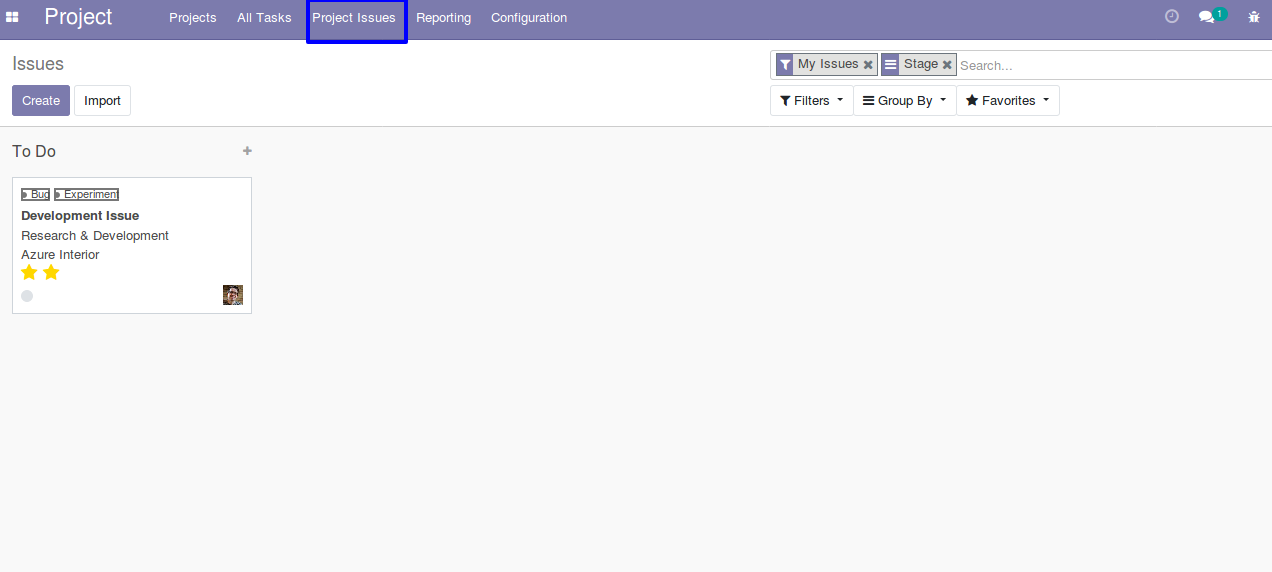 Project Projects All Tasks Project Issues Reporting Configuration 1
Issues
My Issues Stage Search...
Create Import Filters Group By Favorites
To Do
Bug Experiment
Development Issue
Research & Development
Azure Interior